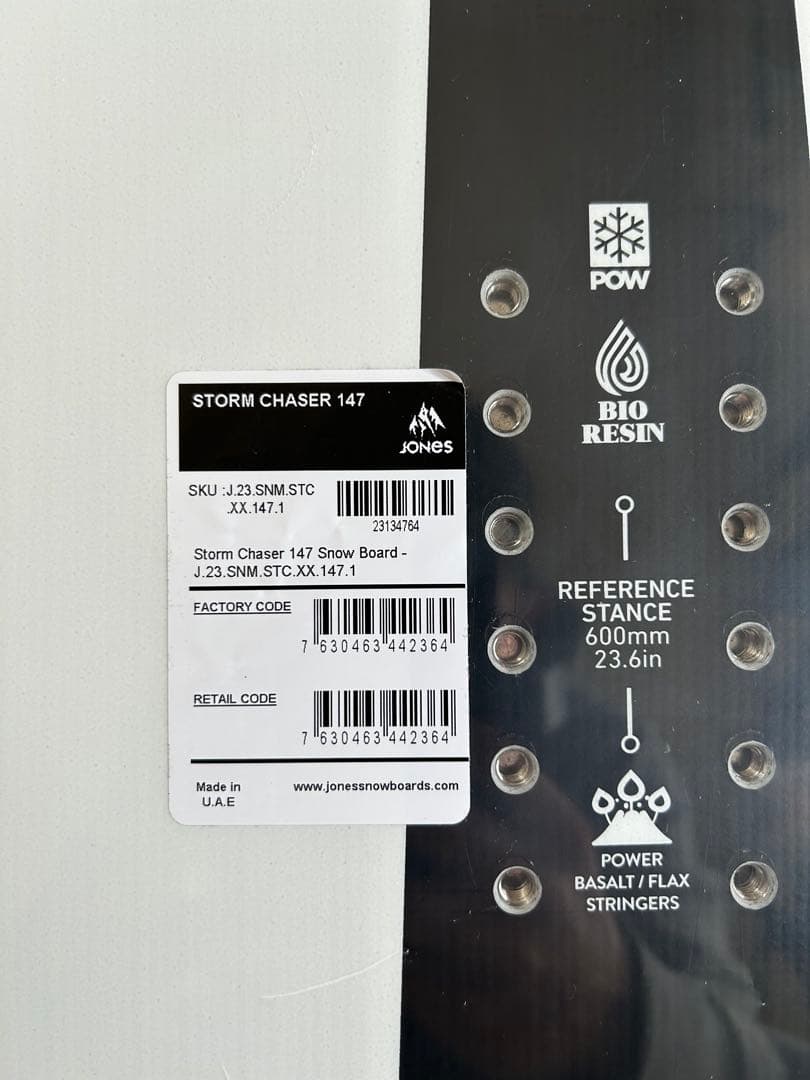 STORM CHASER 147
JONES
SKU :J.23.SNM.STC
.XX.147.1
23134764
Storm Chaser 147 Snow Board -
J.23.SNM.STC.XX.147.1
FACTORY CODE
7 630463 442364
RETAIL CODE
7 630463 442364
Made in
U.A.E
www.jonessnowboards.com
POW
BIO
RESIN
REFERENCE
STANCE
600mm
23.6in
POWER
BASALT / FLAX
STRINGERS